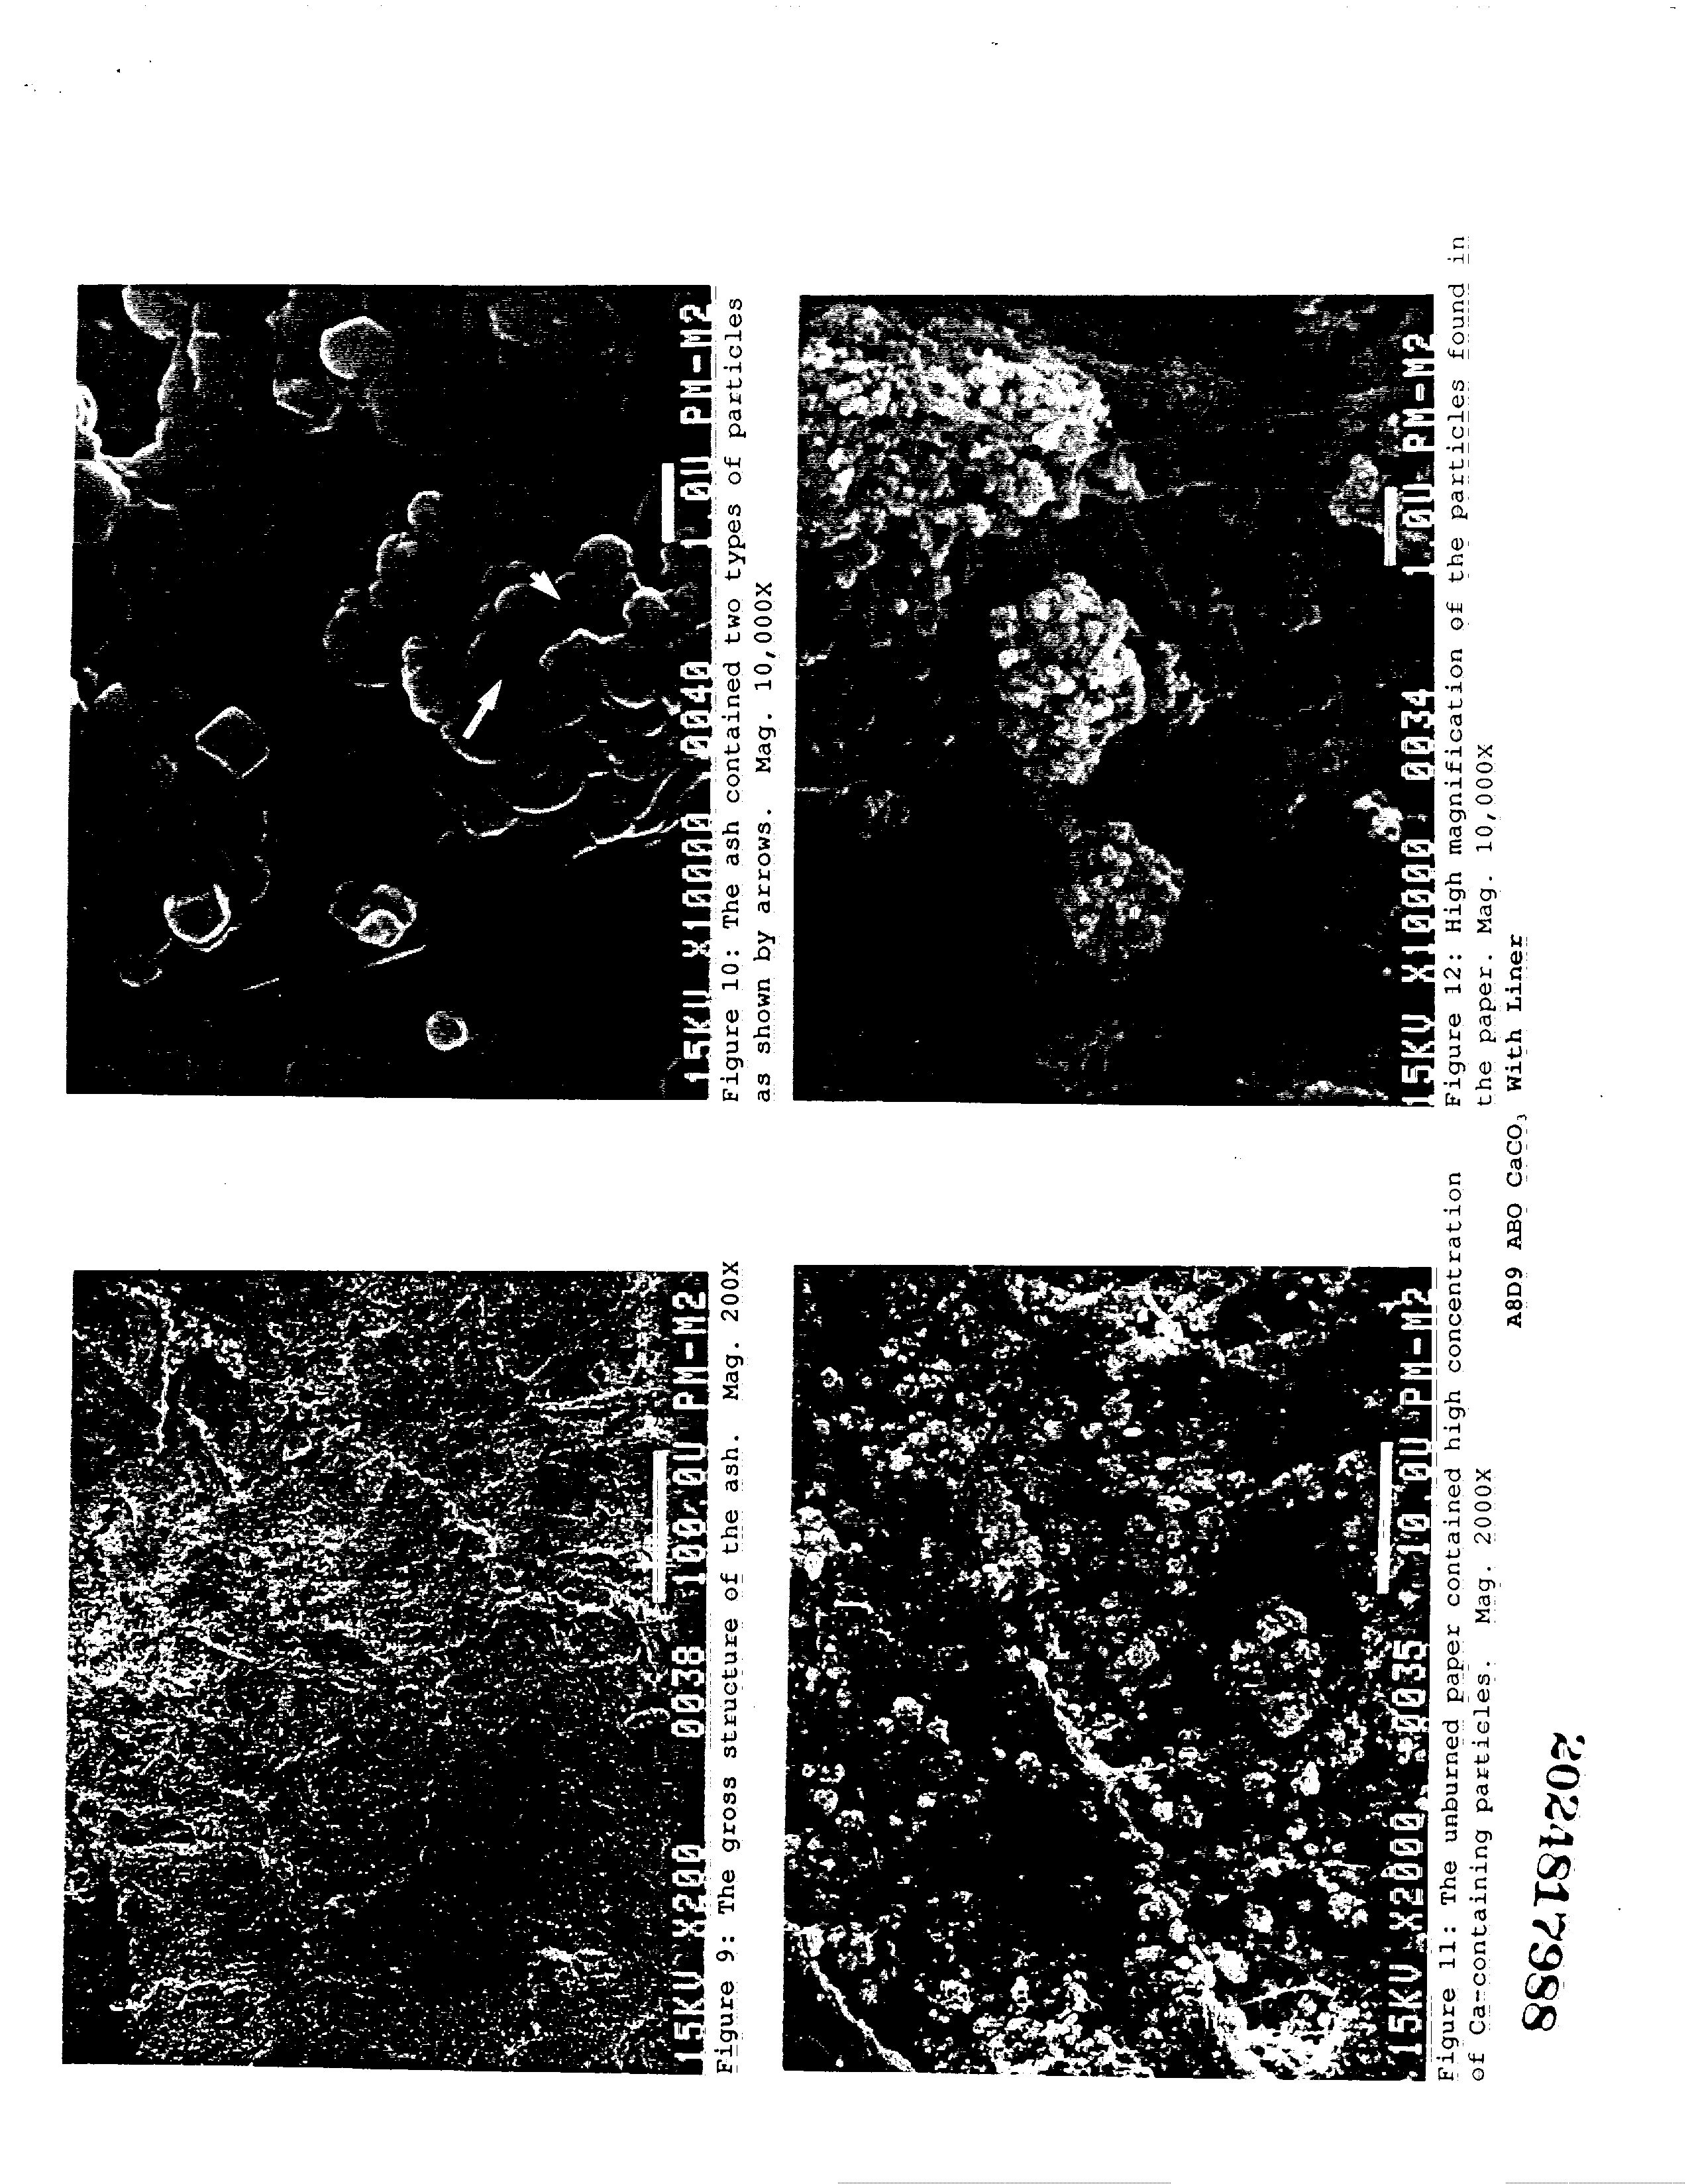 15KU X200 0038 100.0U PM-M2
Figure 9: The gross structure of the ash. Mag. 200X
15KU X10000 0040 1.0U PM-M2
Figure 10: The ash contained two types of particles
as shown by arrows. Mag. 10,000X
15KU X2000 0035 10.0U PM-M2
Figure 11: The unburned paper contained high concentration
of Ca-containing particles. Mag. 2000X
15KV X10000 0034 1.0U PM-M2
Figure 12: High magnification of the particles found in
the paper. Mag. 10,000X
A8D9 ABO CaCO₃ With Liner
2024817988